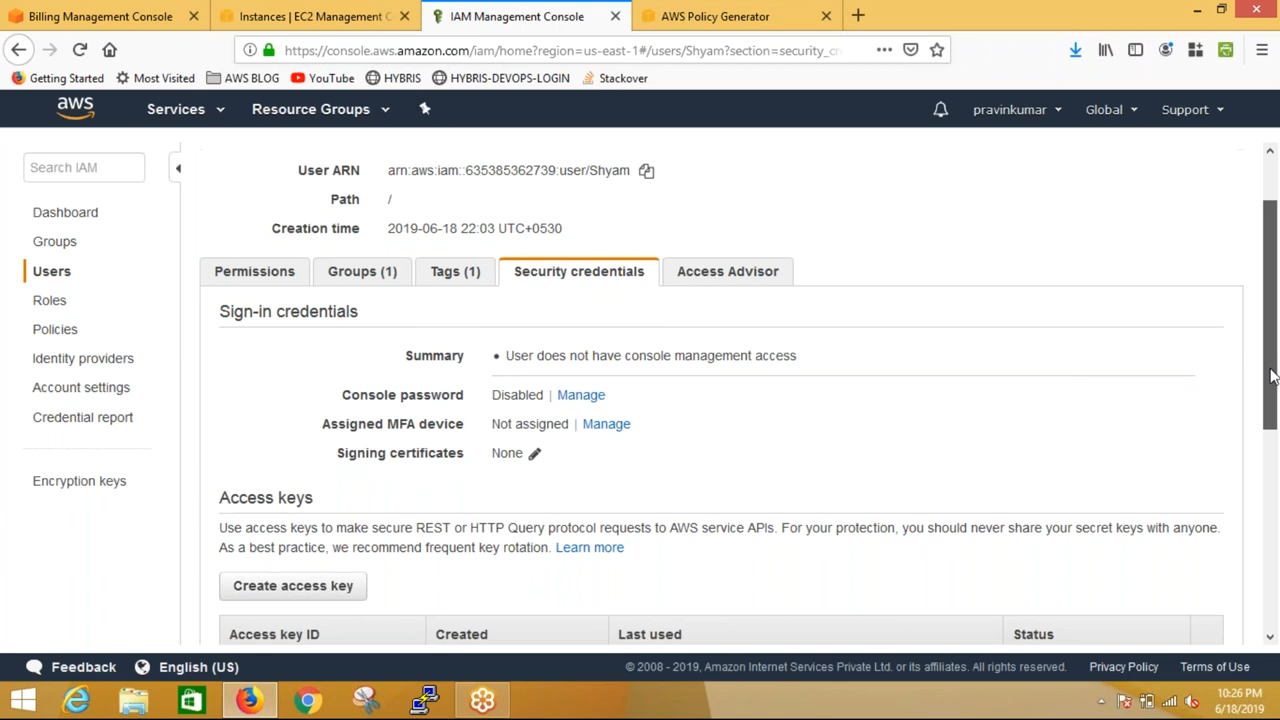 Billing Management Console
Instances | EC2 Management C
IAM Management Console
AWS Policy Generator
https://console.aws.amazon.com/iam/home?region=us-east-1#/users/Shyam?section=security_c
Getting Started
Most Visited
AWS BLOG
YouTube
HYBRIS
HYBRIS-DEVOPS-LOGIN
Stackover
aws
Services
Resource Groups
pravinkumar
Global
Support
Search IAM
Dashboard
Groups
Users
Roles
Policies
Identity providers
Account settings
Credential report
Encryption keys
User ARN arn:aws:iam::635385362739:user/Shyam
Path /
Creation time 2019-06-18 22:03 UTC+0530
Permissions
Groups (1)
Tags (1)
Security credentials
Access Advisor
Sign-in credentials
Summary • User does not have console management access
Console password Disabled | Manage
Assigned MFA device Not assigned | Manage
Signing certificates None
Access keys
Use access keys to make secure REST or HTTP Query protocol requests to AWS service APIs. For your protection, you should never share your secret keys with anyone.
As a best practice, we recommend frequent key rotation. Learn more
Create access key
Access key ID
Created
Last used
Status
Feedback
English (US)
© 2008 - 2019, Amazon Internet Services Private Ltd. or its affiliates. All rights reserved.
Privacy Policy
Terms of Use
10:26 PM
6/18/2019